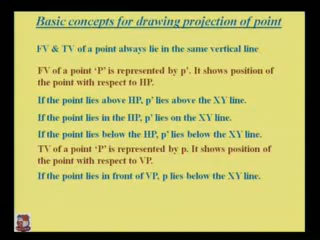 Basic concepts for drawing projection of point
FV & TV of a point always lie in the same vertical line
FV of a point ‘P’ is represented by p’. It shows position of
the point with respect to HP.
If the point lies above HP, p’ lies above the XY line.
If the point lies in the HP, p’ lies on the XY line.
If the point lies below the HP, p’ lies below the XY line.
TV of a point ‘P’ is represented by p. It shows position of
the point with respect to VP.
If the point lies in front of VP, p lies below the XY line.